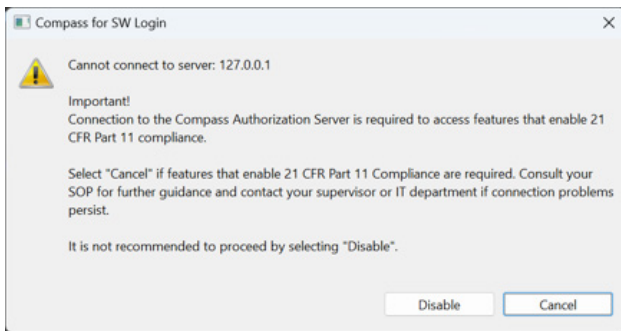 Compass for SW Login
Cannot connect to server: 127.0.0.1
Important!
Connection to the Compass Authorization Server is required to access features that enable 21
CFR Part 11 compliance.
Select "Cancel" if features that enable 21 CFR Part 11 Compliance are required. Consult your
SOP for further guidance and contact your supervisor or IT department if connection problems
persist.
It is not recommended to proceed by selecting "Disable".
Disable
Cancel